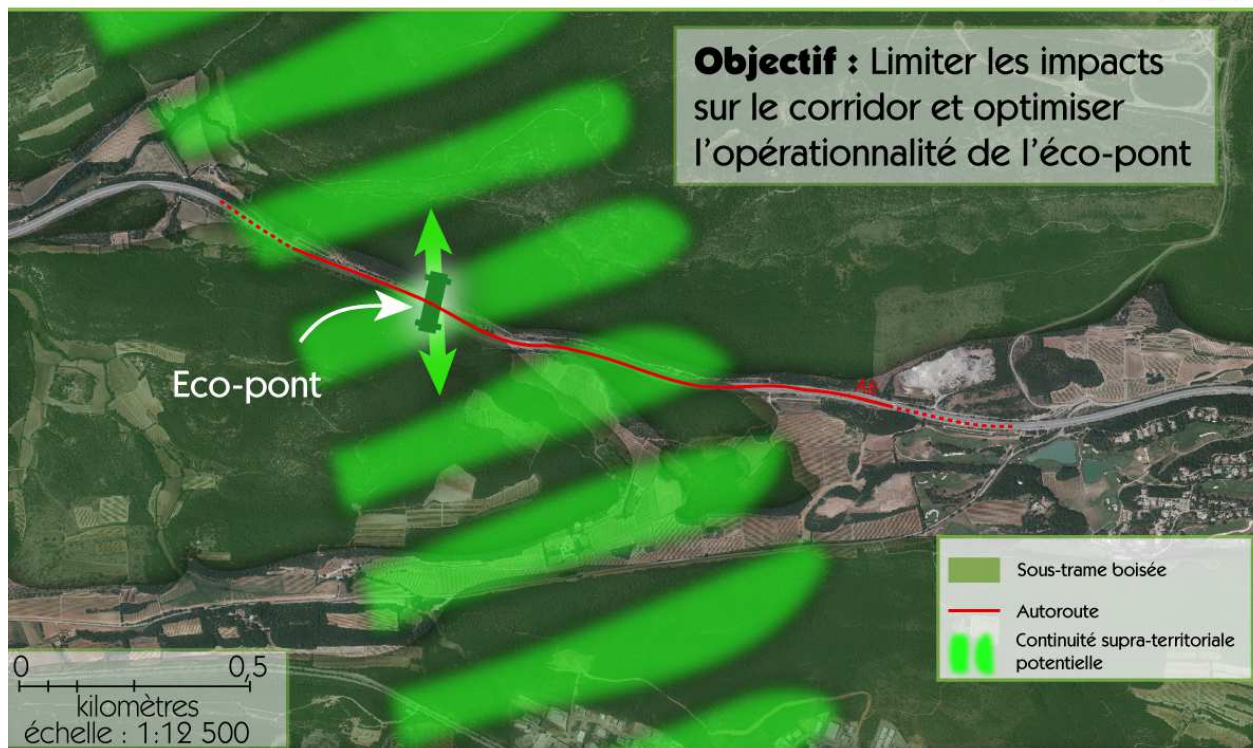 Objectif : Limiter les impacts
sur le corridor et optimiser
l'opérationnalité de l'éco-pont
Eco-pont
A8
Sous-trame boisée
Autoroute
Continuité supra-territoriale
potentielle
0 0,5
kilomètres
échelle : 1:12 500